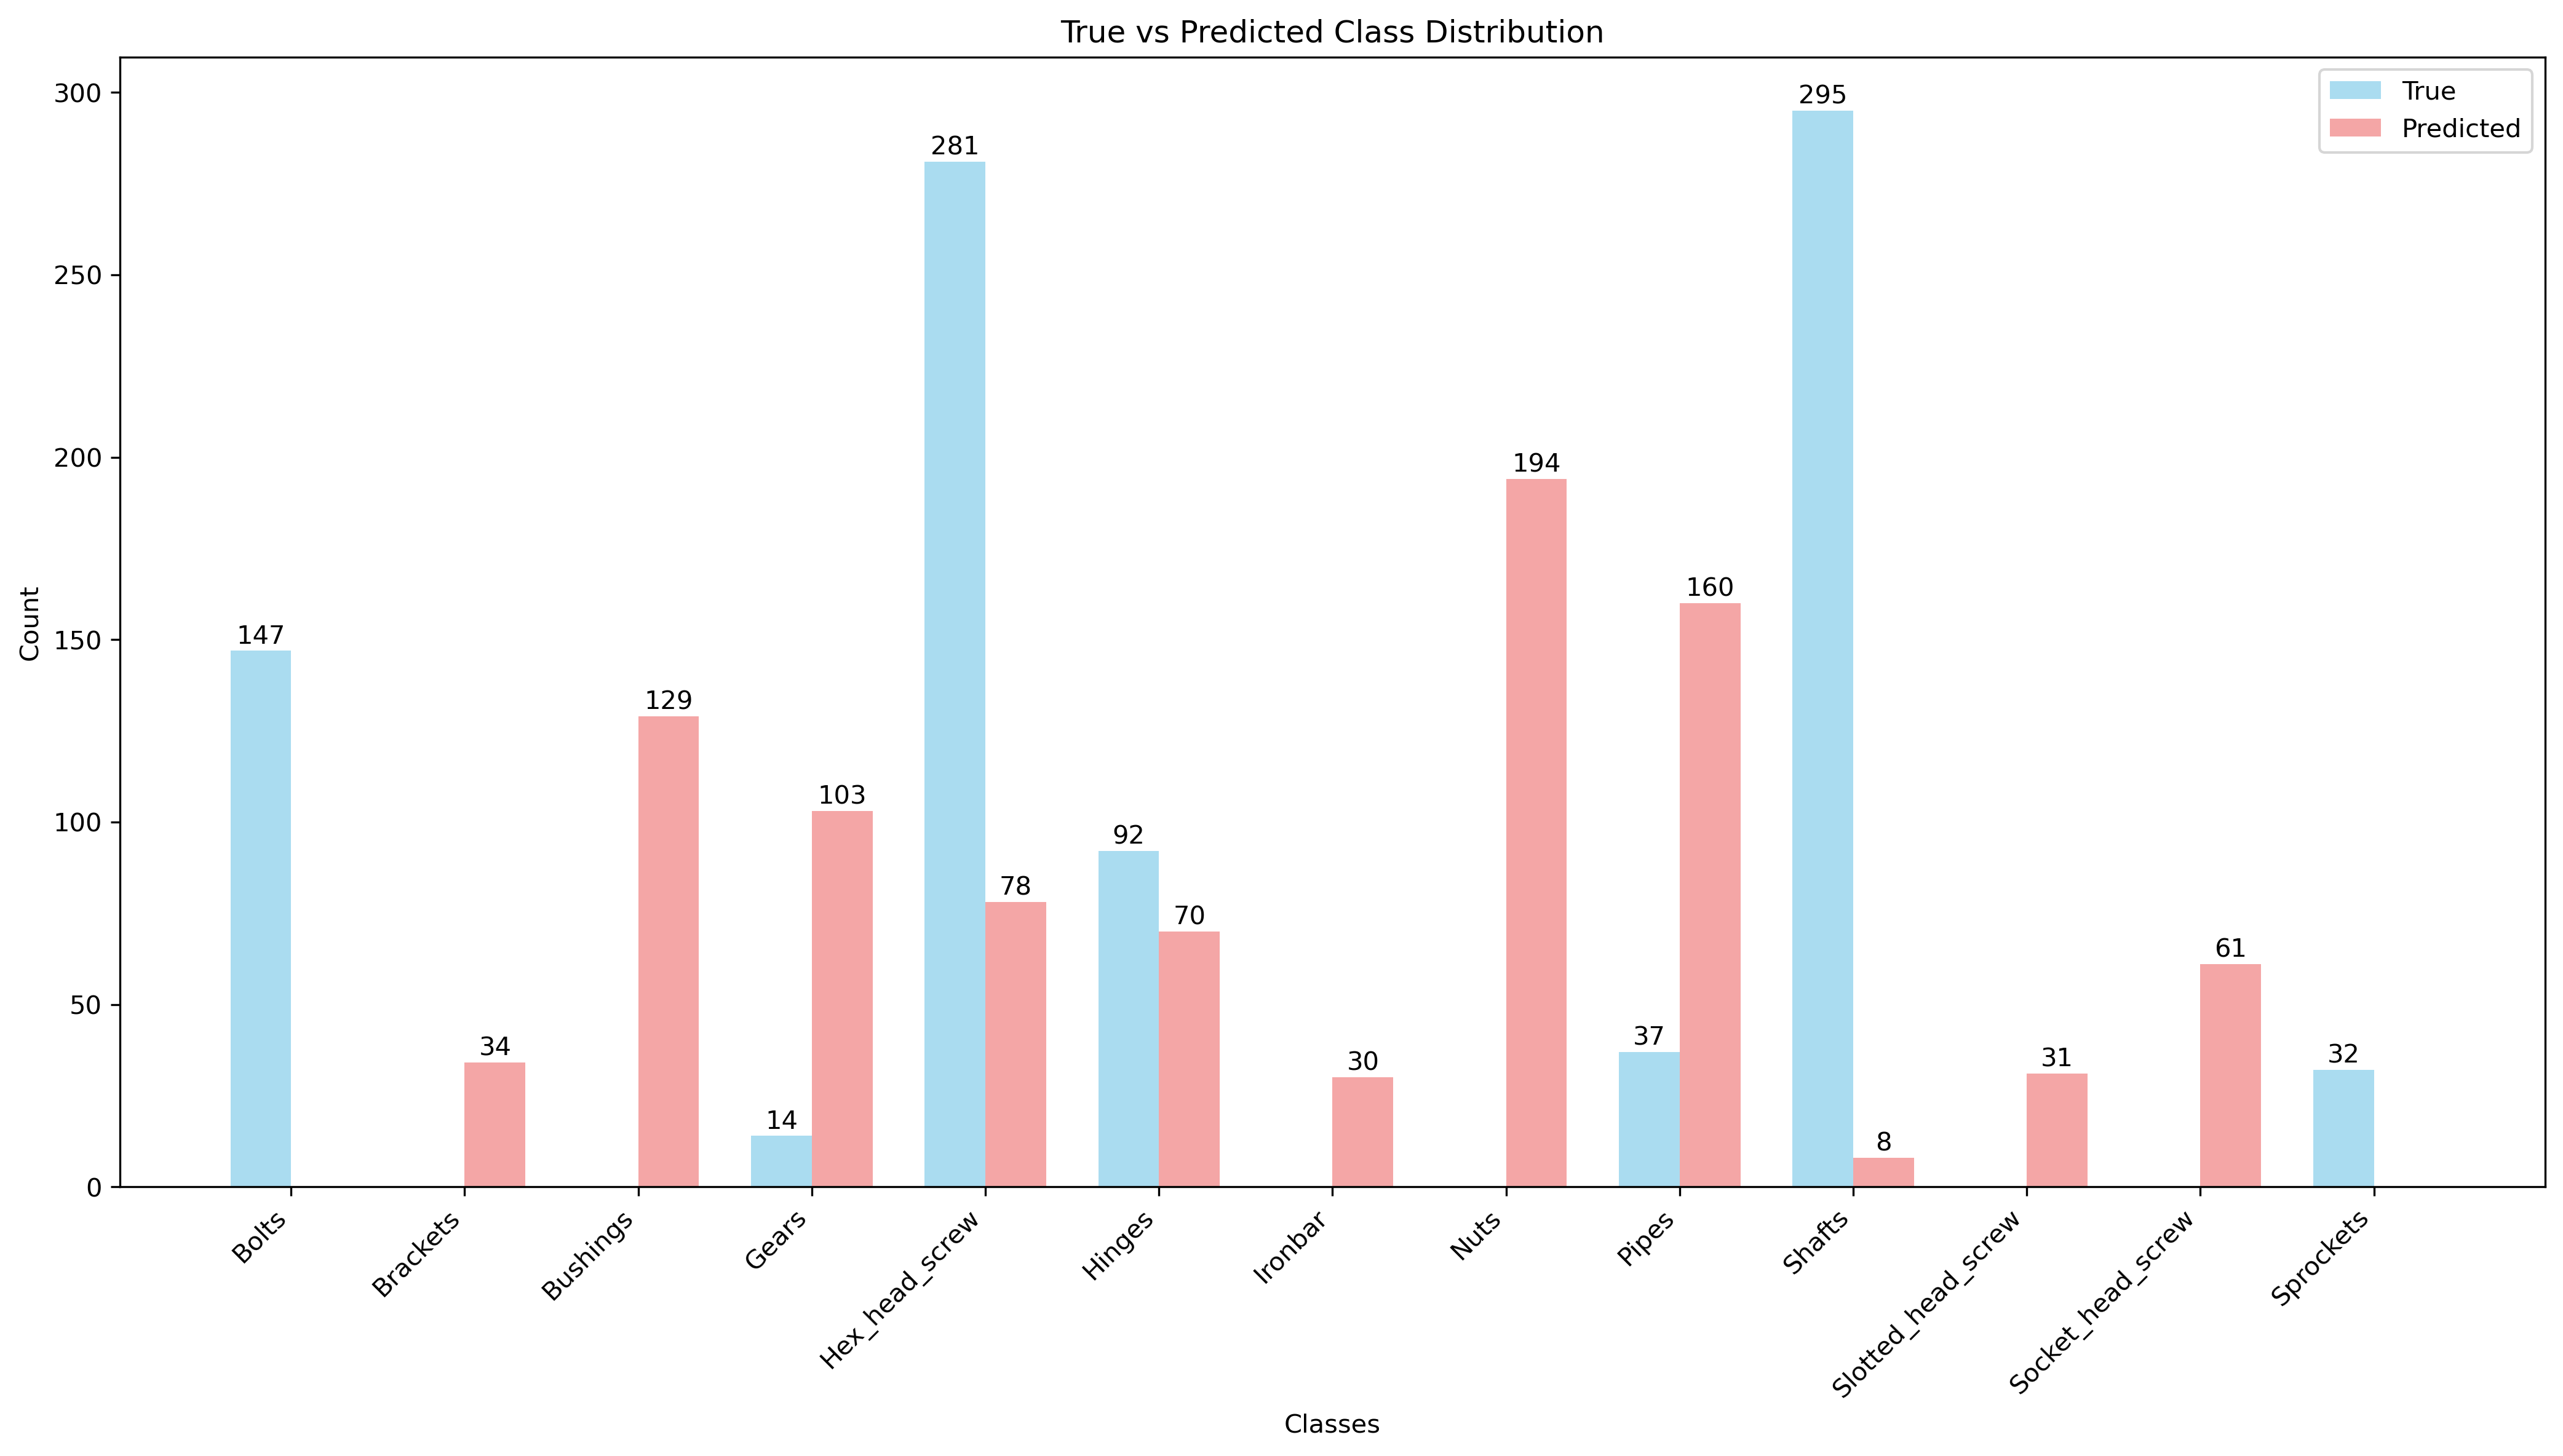 True vs Predicted Class Distribution
True
Predicted
Count
300
250
200
150
100
50
0
147
34
129
14
103
281
78
92
70
30
194
37
160
295
8
31
61
32
Bolts
Brackets
Bushings
Gears
Hex_head_screw
Hinges
Ironbar
Nuts
Pipes
Shafts
Slotted_head_screw
Socket_head_screw
Sprockets
Classes